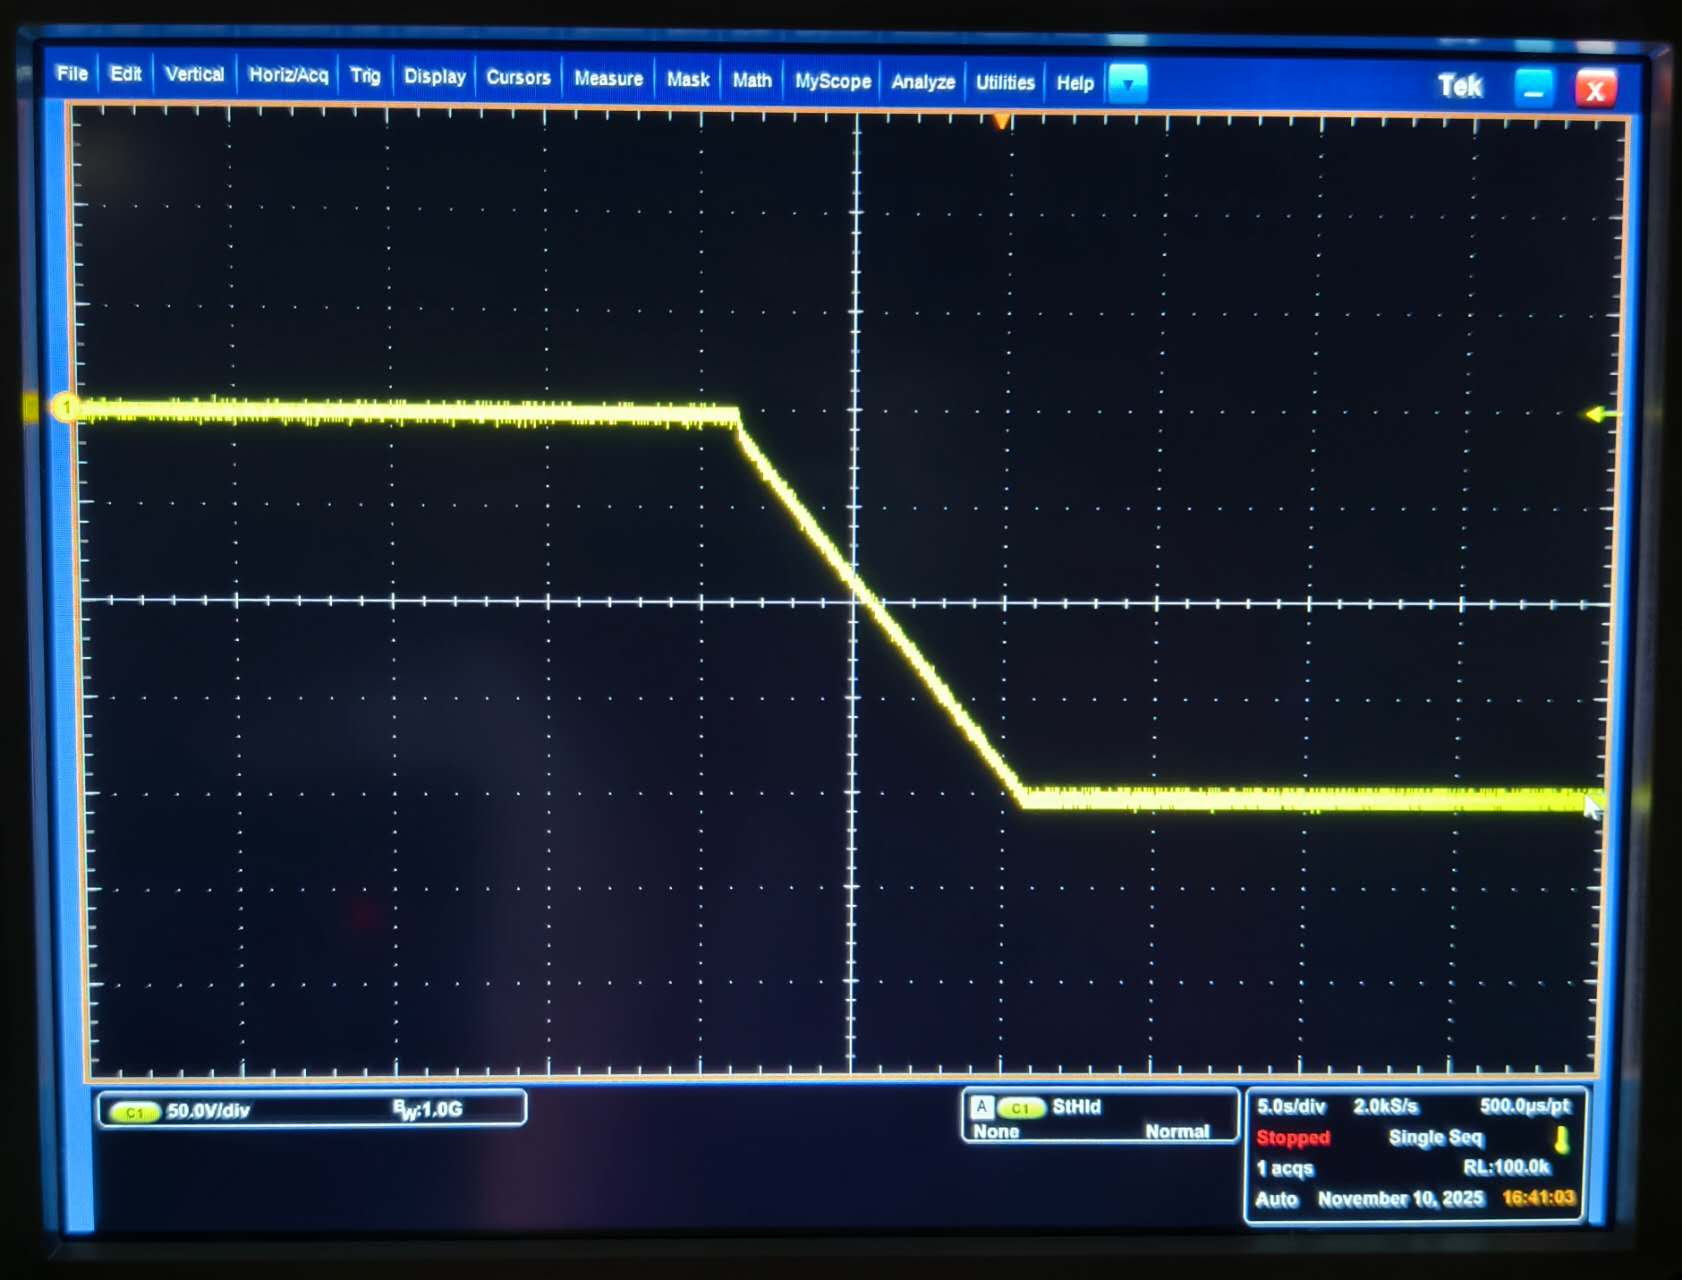 File Edit Vertical Horiz/Acq Trig Display Cursors Measure Mask Math MyScope Analyze Utilities Help Tek X
1
C1 50.0V/div BW:1.0G
A C1 StHld
None Normal
5.0s/div 2.0kS/s 500.0µs/pt
Stopped Single Seq
1 acqs RL:100.0k
Auto November 10, 2025 16:41:03